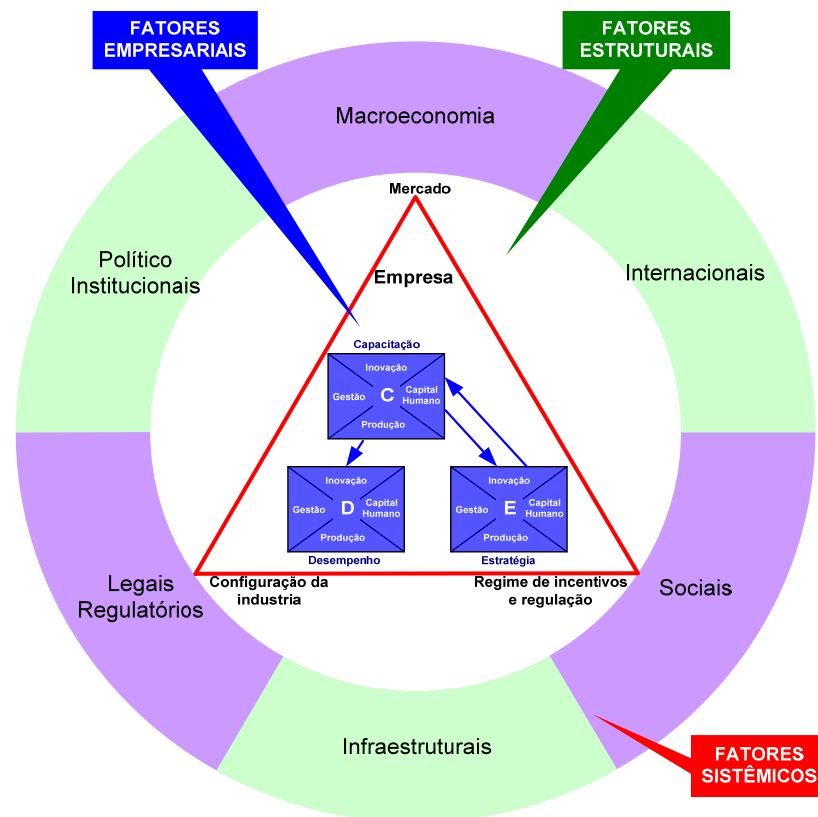 FATORES
EMPRESARIAIS
FATORES
ESTRUTURAIS
Macroeconomia
Mercado
Político
Institucionais
Internacionais
Empresa
Capacitação
Inovação
Gestão
C
Capital
Humano
Produção
Inovação
Gestão
D
Capital
Humano
Produção
Desempenho
Inovação
Gestão
E
Capital
Humano
Produção
Estratégia
Configuração da
industria
Regime de incentivos
e regulação
Legais
Regulatórios
Sociais
Infraestruturais
FATORES
SISTÊMICOS